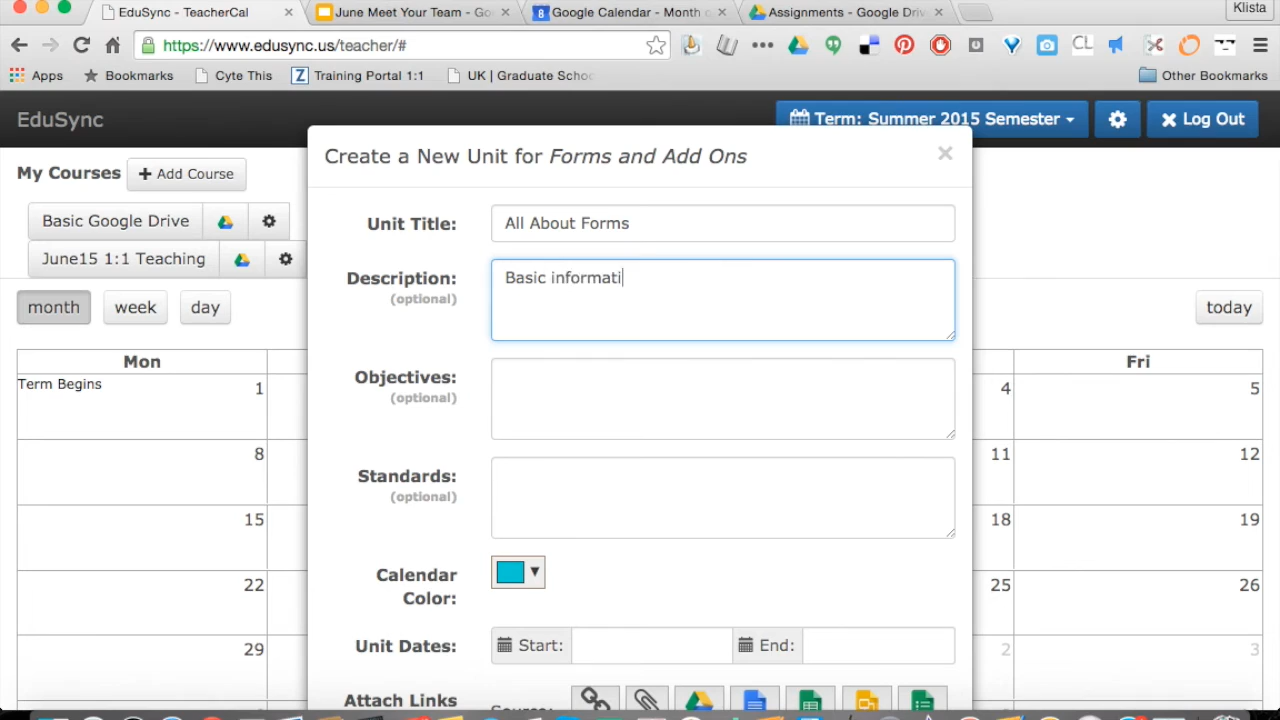 EduSync - TeacherCal
June Meet Your Team - Go
Google Calendar - Month o
Assignments - Google Driv
Klista
https://www.edusync.us/teacher/#
Apps
Bookmarks
Cyte This
Training Portal 1:1
UK | Graduate Schoo
Other Bookmarks
EduSync
Term: Summer 2015 Semester
Log Out
My Courses
Add Course
Basic Google Drive
June15 1:1 Teaching
month
week
day
today
Mon
Fri
Term Begins
1
4
5
8
11
12
15
18
19
22
25
26
29
2
3
Create a New Unit for Forms and Add Ons
Unit Title:
All About Forms
Description:
(optional)
Basic informati
Objectives:
(optional)
Standards:
(optional)
Calendar
Color:
Unit Dates:
Start:
End:
Attach Links